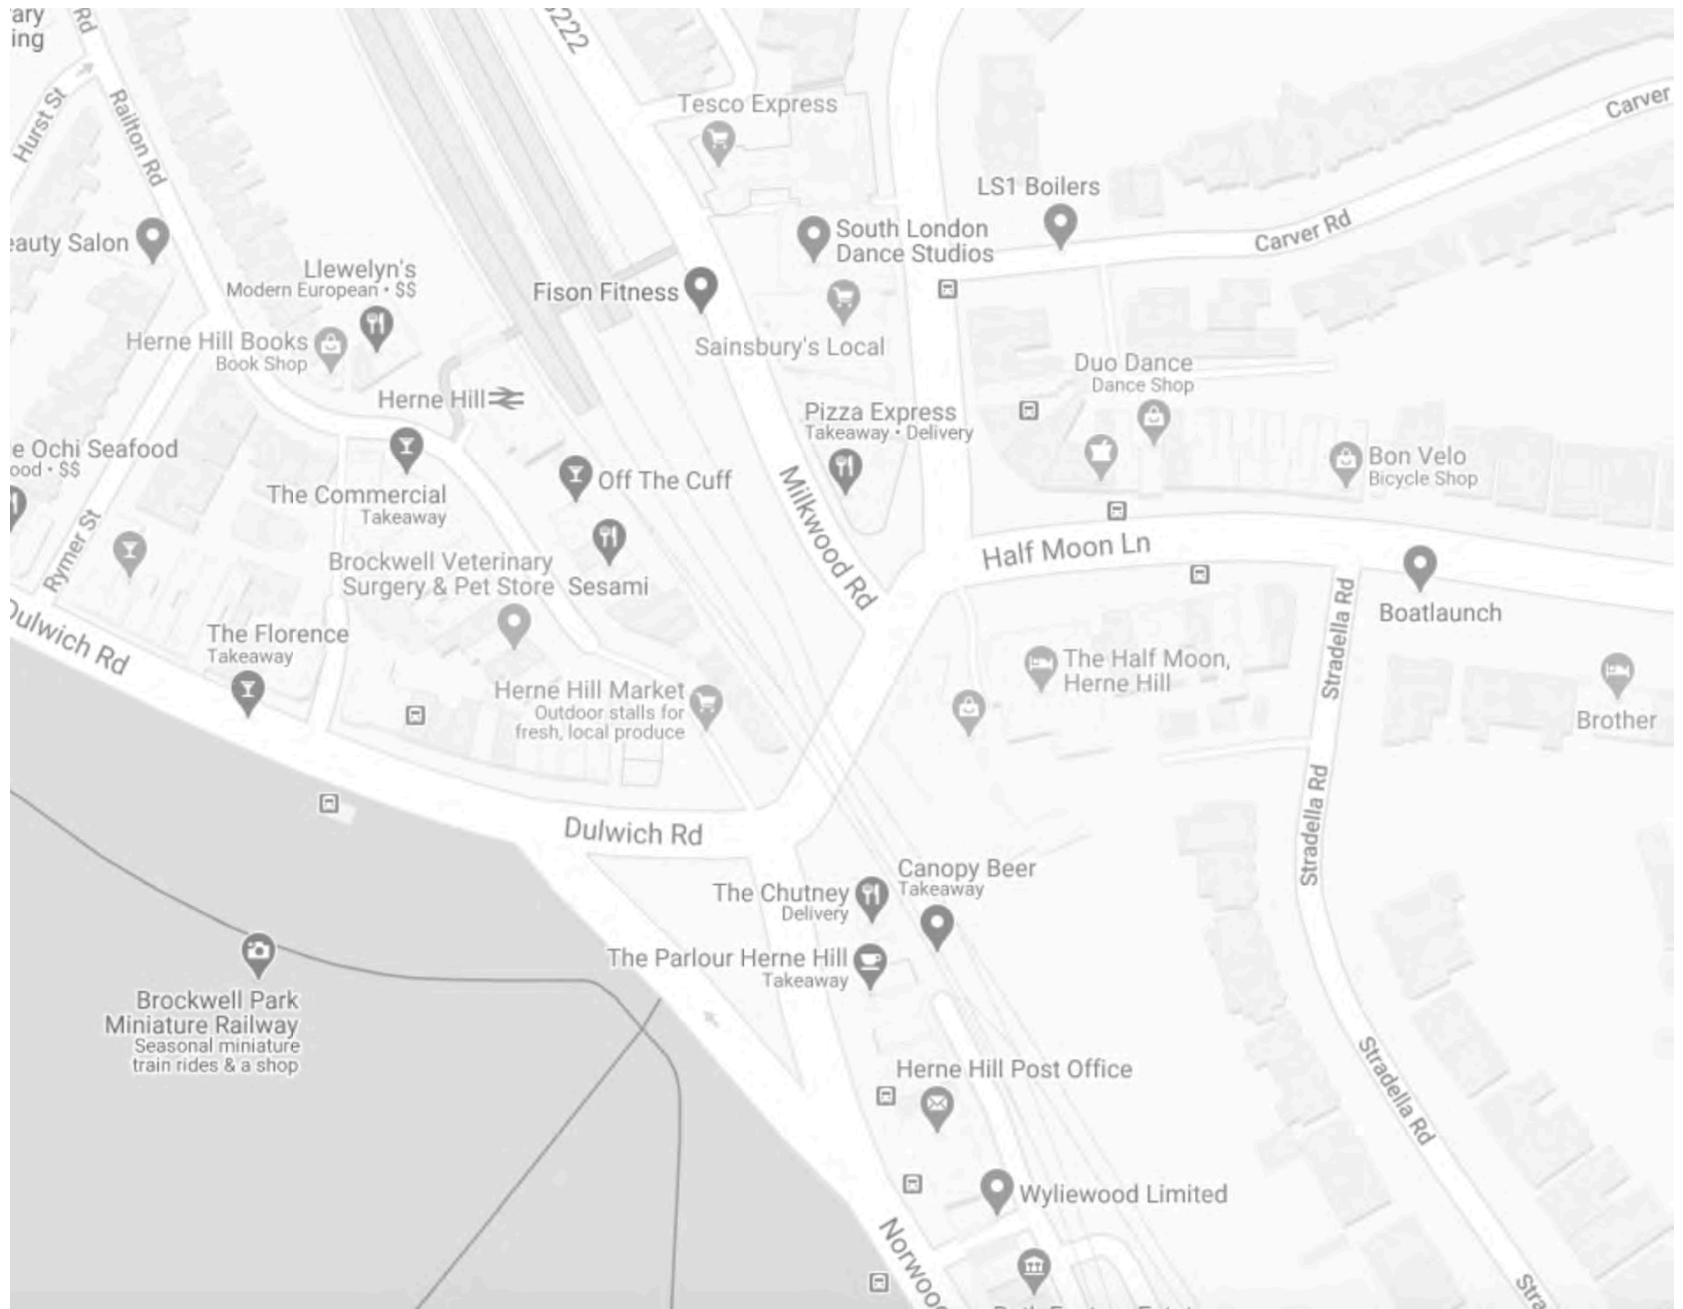 ary
ing
Rd
222
Hurst St
Railton Rd
Tesco Express
Carver
LS1 Boilers
South London
Dance Studios
Carver Rd
eauty Salon
Llewelyn's
Modern European • $$
Fison Fitness
Herne Hill Books
Book Shop
Sainsbury's Local
Duo Dance
Dance Shop
Herne Hill
Pizza Express
Takeaway • Delivery
e Ochi Seafood
ood • $$
Bon Velo
Bicycle Shop
Off The Cuff
The Commercial
Takeaway
Milkwood Rd
Rymer St
Half Moon Ln
Brockwell Veterinary
Surgery & Pet Store
Sesami
Boatlaunch
Stradella Rd
Dulwich Rd
The Florence
Takeaway
The Half Moon,
Herne Hill
Herne Hill Market
Outdoor stalls for
fresh, local produce
Brother
Stradella Rd
Dulwich Rd
Canopy Beer
Takeaway
The Chutney
Delivery
The Parlour Herne Hill
Takeaway
Brockwell Park
Miniature Railway
Seasonal miniature
train rides & a shop
Herne Hill Post Office
Stradella Rd
Wyliewood Limited
Norwoo
Stra